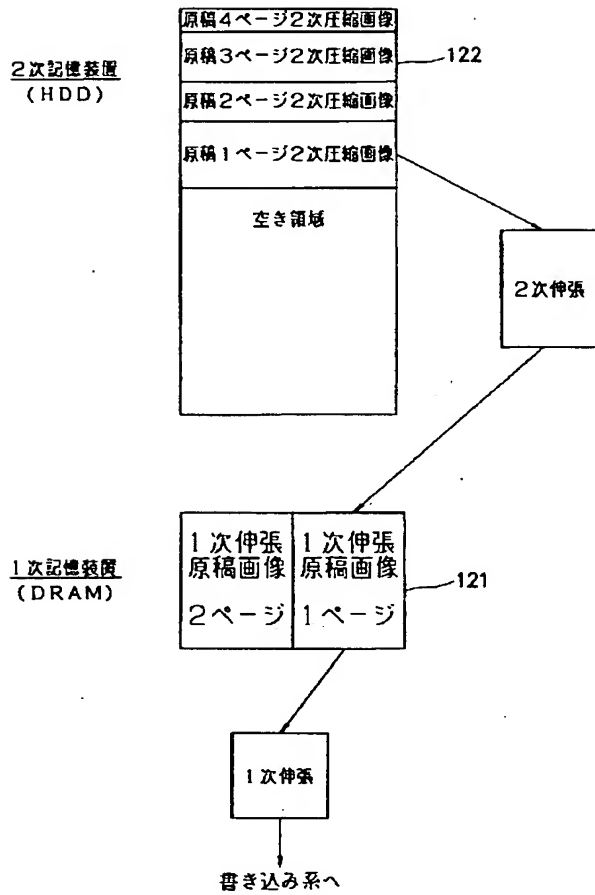 原稿4ページ2次圧縮画像
原稿3ページ2次圧縮画像
122
2次記憶装置
(HDD)
原稿2ページ2次圧縮画像
原稿1ページ2次圧縮画像
空き領域
2次伸張
1次記憶装置
(DRAM)
1次伸張
原稿画像
2ページ
1次伸張
原稿画像
1ページ
121
1次伸張
書き込み系へ